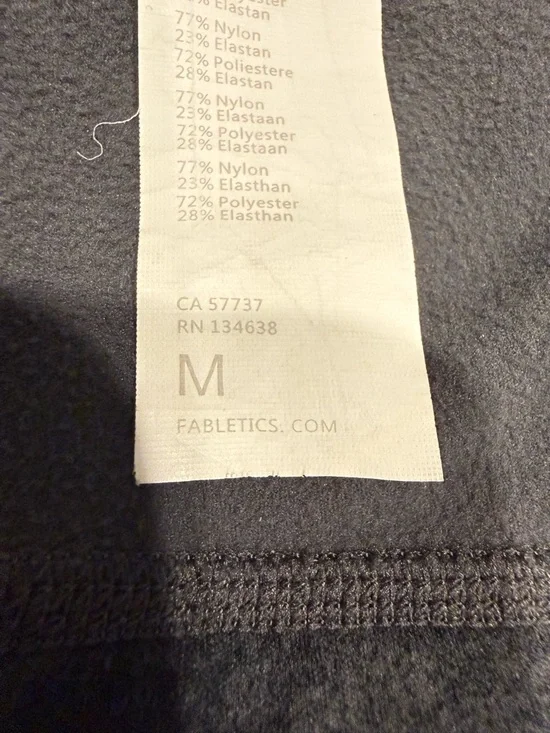 % Elastan
77% Nylon
23% Elastan
72% Poliestere
28% Elastan
77% Nylon
23% Elastaan
72% Polyester
28% Elastaan
77% Nylon
23% Elasthan
72% Polyester
28% Elasthan
CA 57737
RN 134638
M
FABLETICS. COM